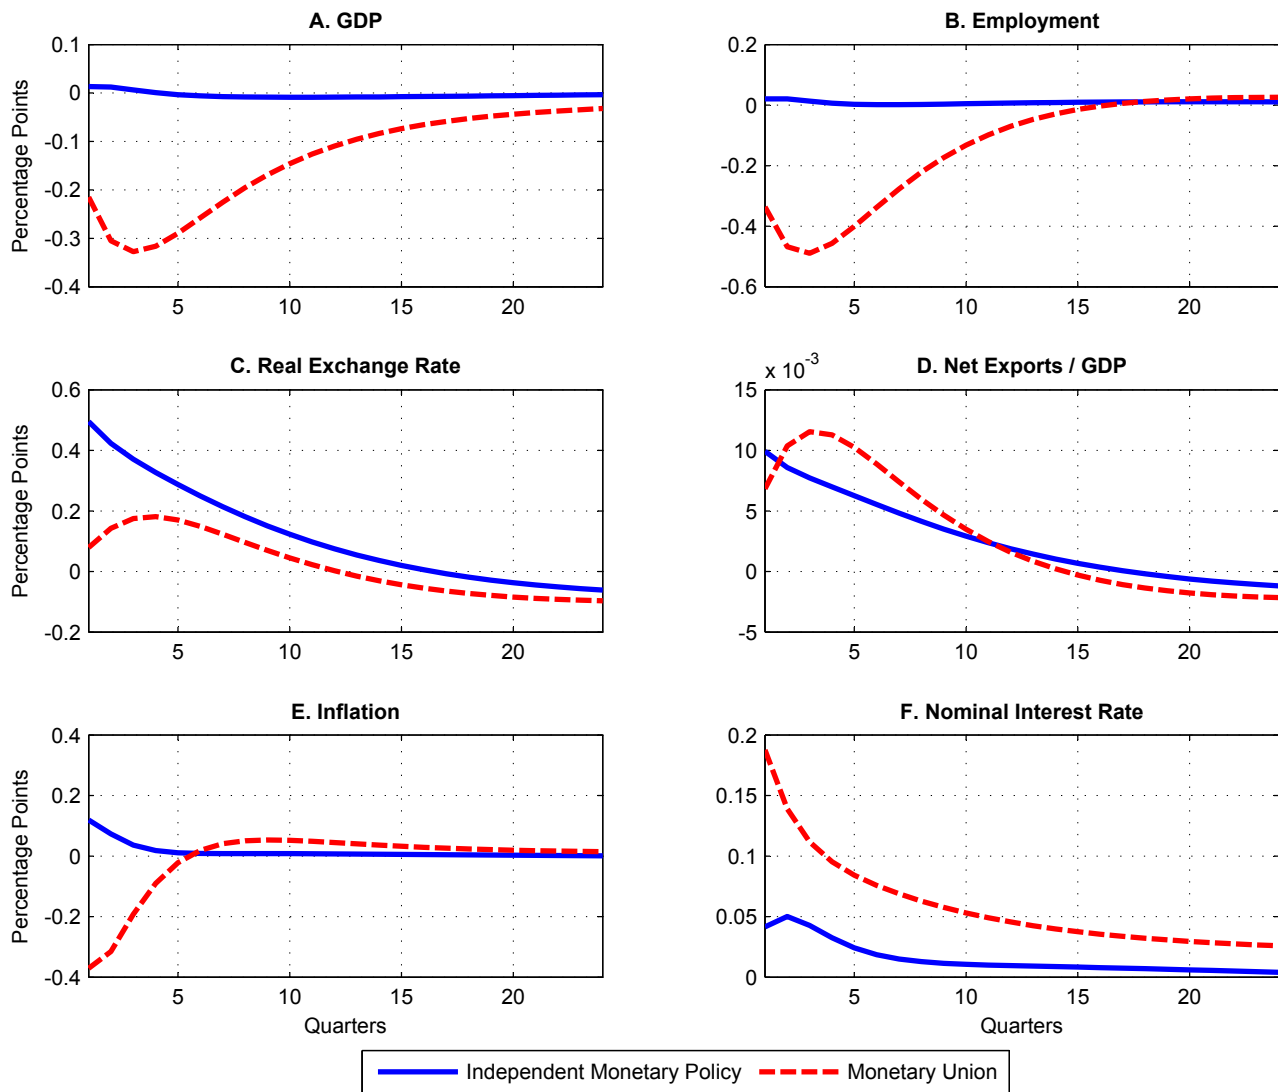 A. GDP
B. Employment
0.1
0
-0.1
-0.2
-0.3
-0.4
Percentage Points
5 10 15 20
0.2
0
-0.2
-0.4
-0.6
5 10 15 20
C. Real Exchange Rate
D. Net Exports / GDP
0.6
0.4
0.2
0
-0.2
Percentage Points
5 10 15 20
x 10^-3
15
10
5
0
-5
5 10 15 20
E. Inflation
F. Nominal Interest Rate
0.4
0.2
0
-0.2
-0.4
Percentage Points
5 10 15 20
Quarters
0.2
0.15
0.1
0.05
0
5 10 15 20
Quarters
Independent Monetary Policy Monetary Union